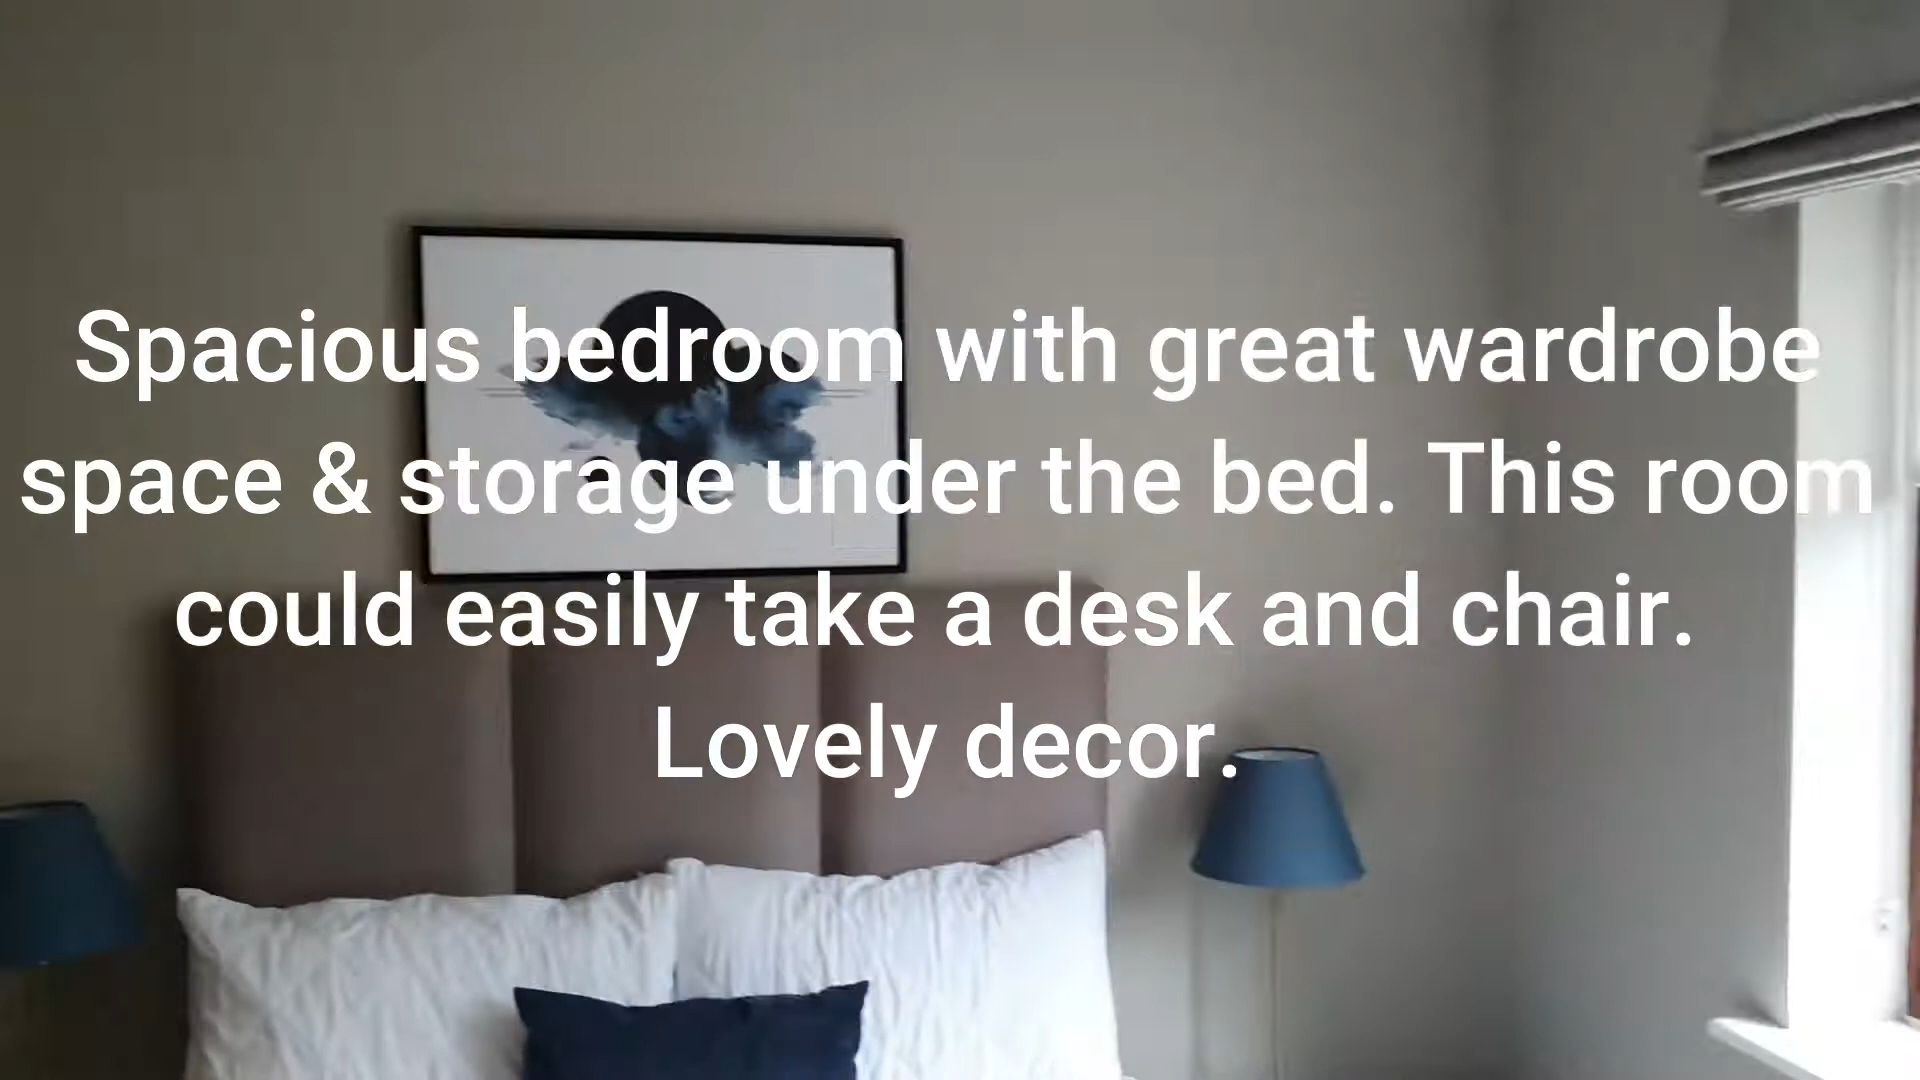 Spacious bedroom with great wardrobe
space & storage under the bed. This room
could easily take a desk and chair.
Lovely decor.